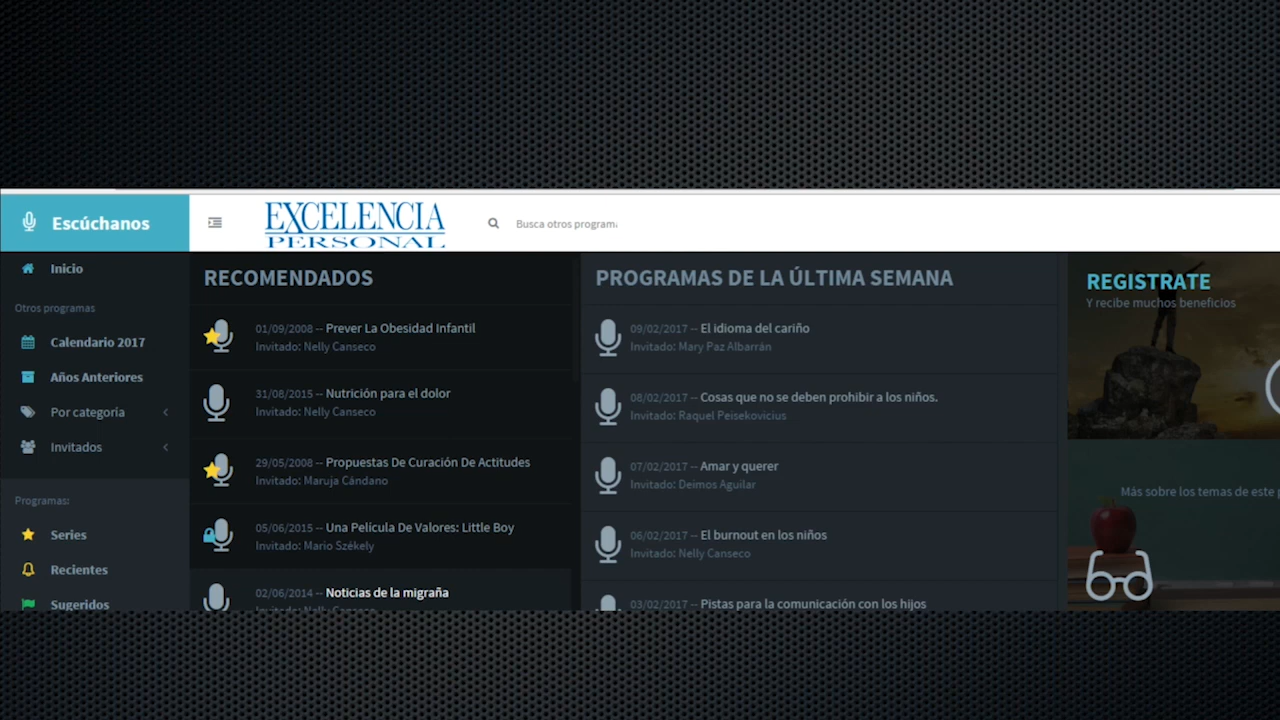 Escúchanos
EXCELENCIA
PERSONAL
Busca otros programa
Inicio
Otros programas
Calendario 2017
Años Anteriores
Por categoría
Invitados
Programas:
Series
Recientes
Sugeridos
RECOMENDADOS
01/09/2008 -- Prever La Obesidad Infantil
Invitado: Nelly Canseco
31/08/2015 -- Nutrición para el dolor
Invitado: Nelly Canseco
29/05/2008 -- Propuestas De Curación De Actitudes
Invitado: Maruja Cándano
05/06/2015 -- Una Película De Valores: Little Boy
Invitado: Mario Székely
02/06/2014 -- Noticias de la migraña
Invitado: Nelly Canseco
PROGRAMAS DE LA ÚLTIMA SEMANA
09/02/2017 -- El idioma del cariño
Invitado: Mary Paz Albarrán
08/02/2017 -- Cosas que no se deben prohibir a los niños.
Invitado: Raquel Peisekovicius
07/02/2017 -- Amar y querer
Invitado: Deimos Aguilar
06/02/2017 -- El burnout en los niños
Invitado: Nelly Canseco
03/02/2017 -- Pistas para la comunicación con los hijos
REGISTRATE
Y recibe muchos beneficios
Más sobre los temas de este